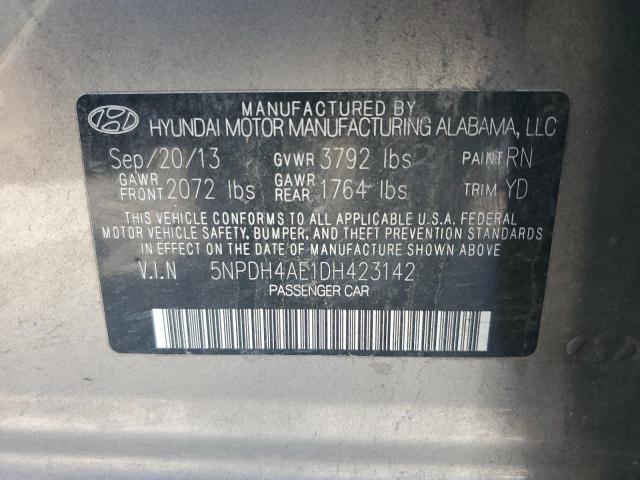 MANUFACTURED BY
HYUNDAI MOTOR MANUFACTURING ALABAMA, LLC
Sep/20/13 GVWR 3792 lbs PAINT RN
GAWR FRONT 2072 lbs GAWR REAR 1764 lbs TRIM YD
THIS VEHICLE CONFORMS TO ALL APPLICABLE U.S.A. FEDERAL
MOTOR VEHICLE SAFETY, BUMPER, AND THEFT PREVENTION STANDARDS
IN EFFECT ON THE DATE OF MANUFACTURE SHOWN ABOVE.
V.I.N 5NPDH4AE1DH423142
PASSENGER CAR